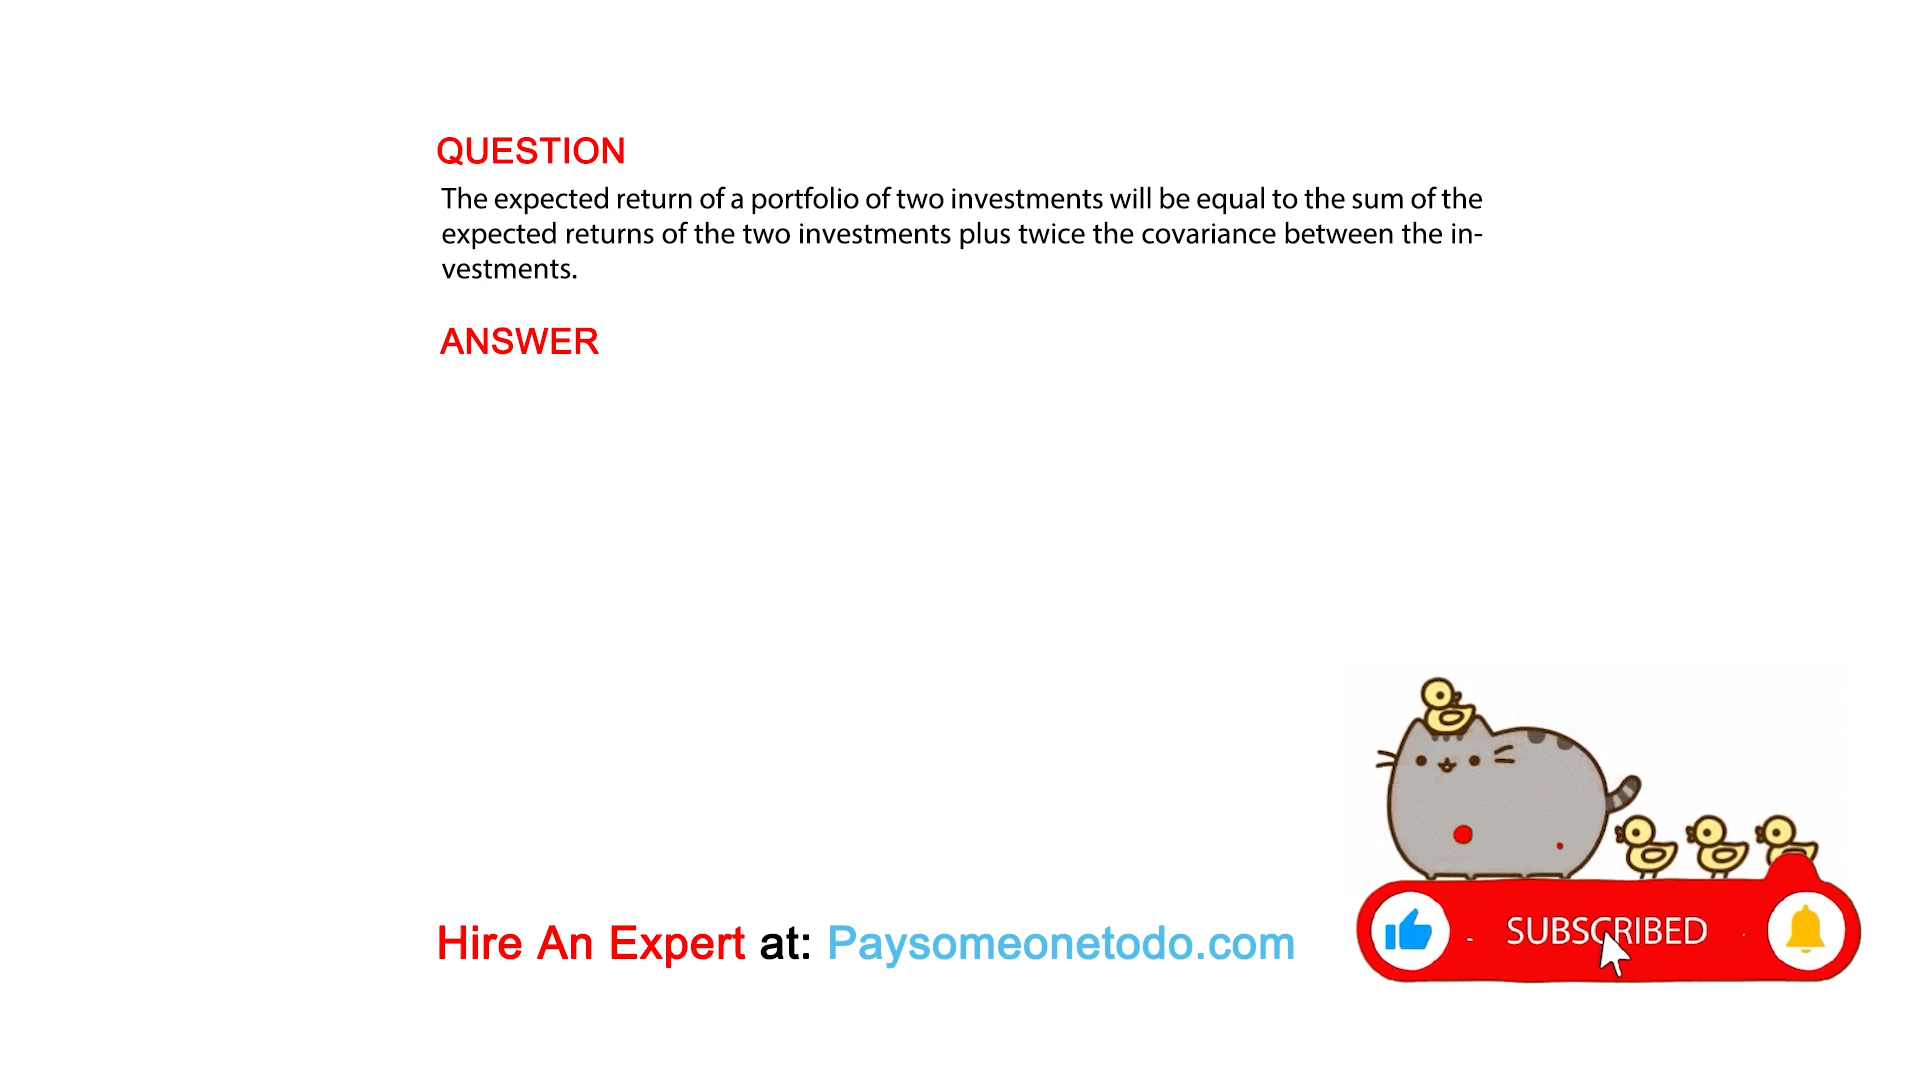 QUESTION
The expected return of a portfolio of two investments will be equal to the sum of the
expected returns of the two investments plus twice the covariance between the in-
vestments.
ANSWER
Hire An Expert at: Paysomeonetodo.com
SUBSCRIBED